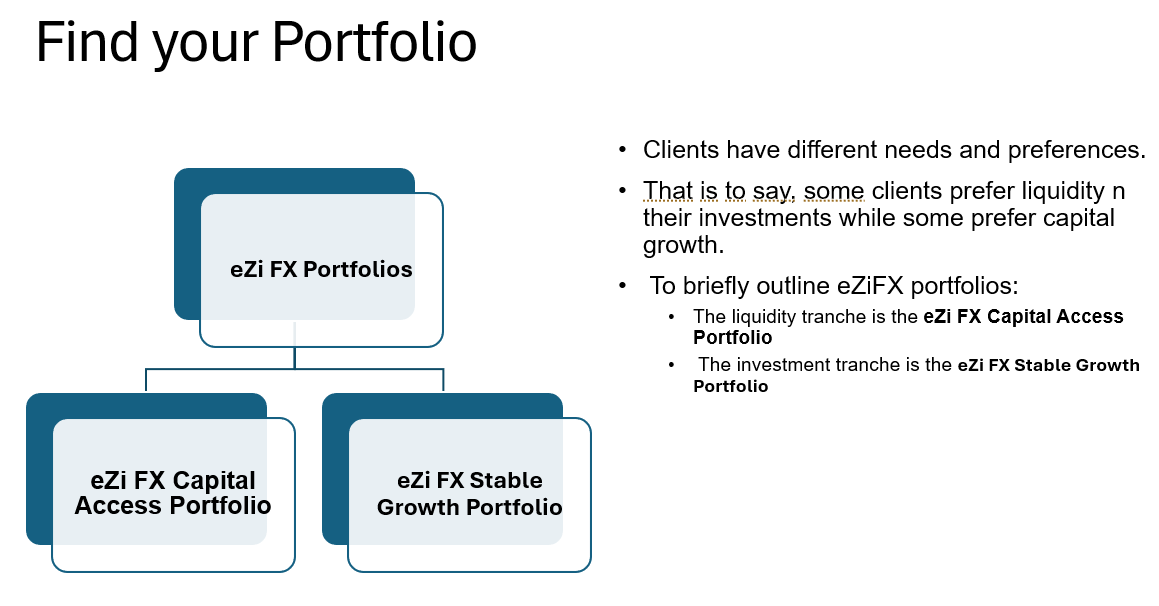 Find your Portfolio
eZi FX Portfolios
eZi FX Capital
Access Portfolio
eZi FX Stable
Growth Portfolio
• Clients have different needs and preferences.
• That is to say, some clients prefer liquidity n
their investments while some prefer capital
growth.
• To briefly outline eZiFX portfolios:
• The liquidity tranche is the eZi FX Capital Access
Portfolio
• The investment tranche is the eZi FX Stable Growth
Portfolio